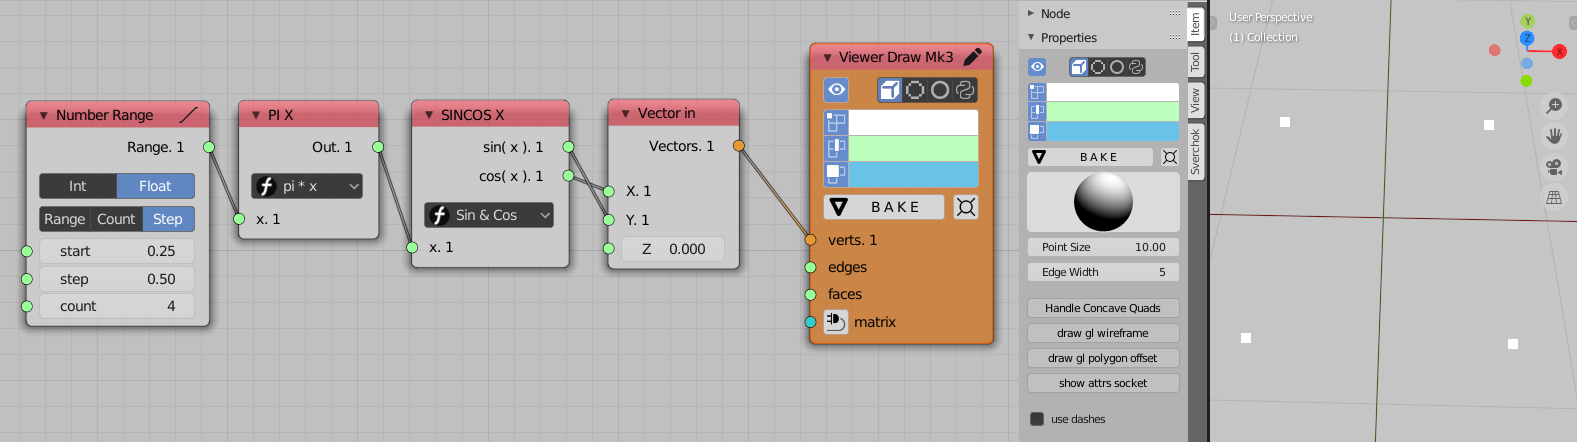 Number Range
Range. 1
Int Float
Range Count Step
start 0.25
step 0.50
count 4
PI X
Out. 1
pi * x
x. 1
SINCOS X
sin( x ). 1
cos( x ). 1
Sin & Cos
x. 1
Vector in
Vectors. 1
X. 1
Y. 1
Z 0.000
Viewer Draw Mk3
BAKE
verts. 1
edges
faces
matrix
Node
Properties
BAKE
Point Size 10.00
Edge Width 5
Handle Concave Quads
draw gl wireframe
draw gl polygon offset
show attrs socket
use dashes
Item
Tool
View
Sverchok
User Perspective
(1) Collection
Y
Z
X